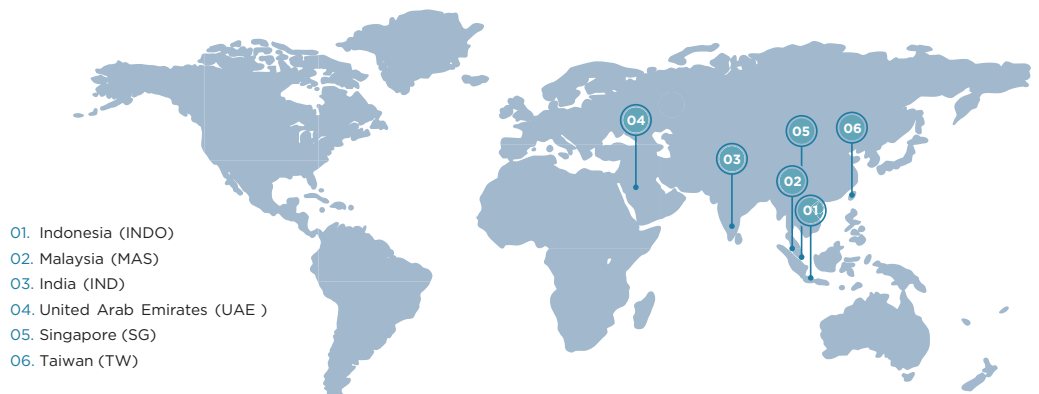 04
05
06
03
02
01
01. Indonesia (INDO)
02. Malaysia (MAS)
03. India (IND)
04. United Arab Emirates (UAE )
05. Singapore (SG)
06. Taiwan (TW)